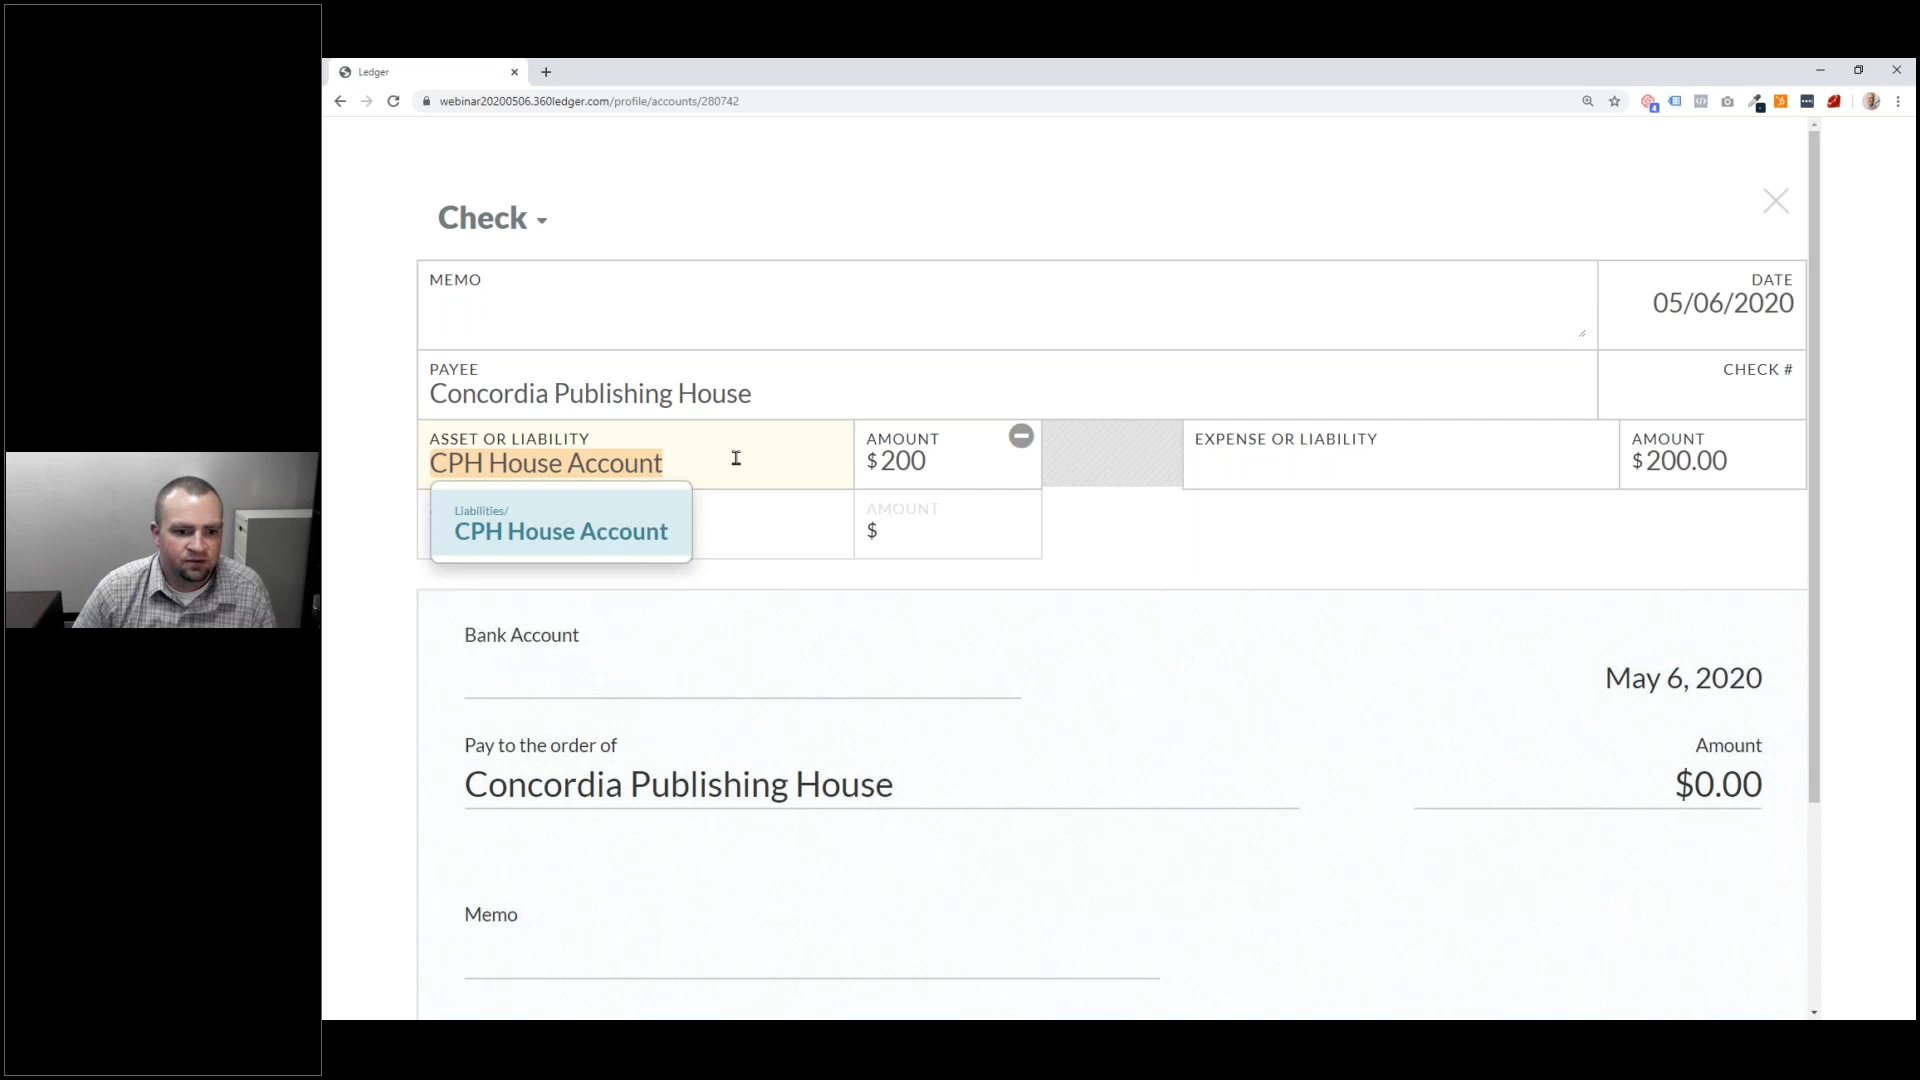 Ledger
webinar20200506.360ledger.com/profile/accounts/280742
Check
MEMO
DATE
05/06/2020
PAYEE
Concordia Publishing House
CHECK #
ASSET OR LIABILITY
CPH House Account
AMOUNT
$200
EXPENSE OR LIABILITY
AMOUNT
$200.00
Liabilities/
CPH House Account
AMOUNT
$
Bank Account
May 6, 2020
Pay to the order of
Concordia Publishing House
Amount
$0.00
Memo